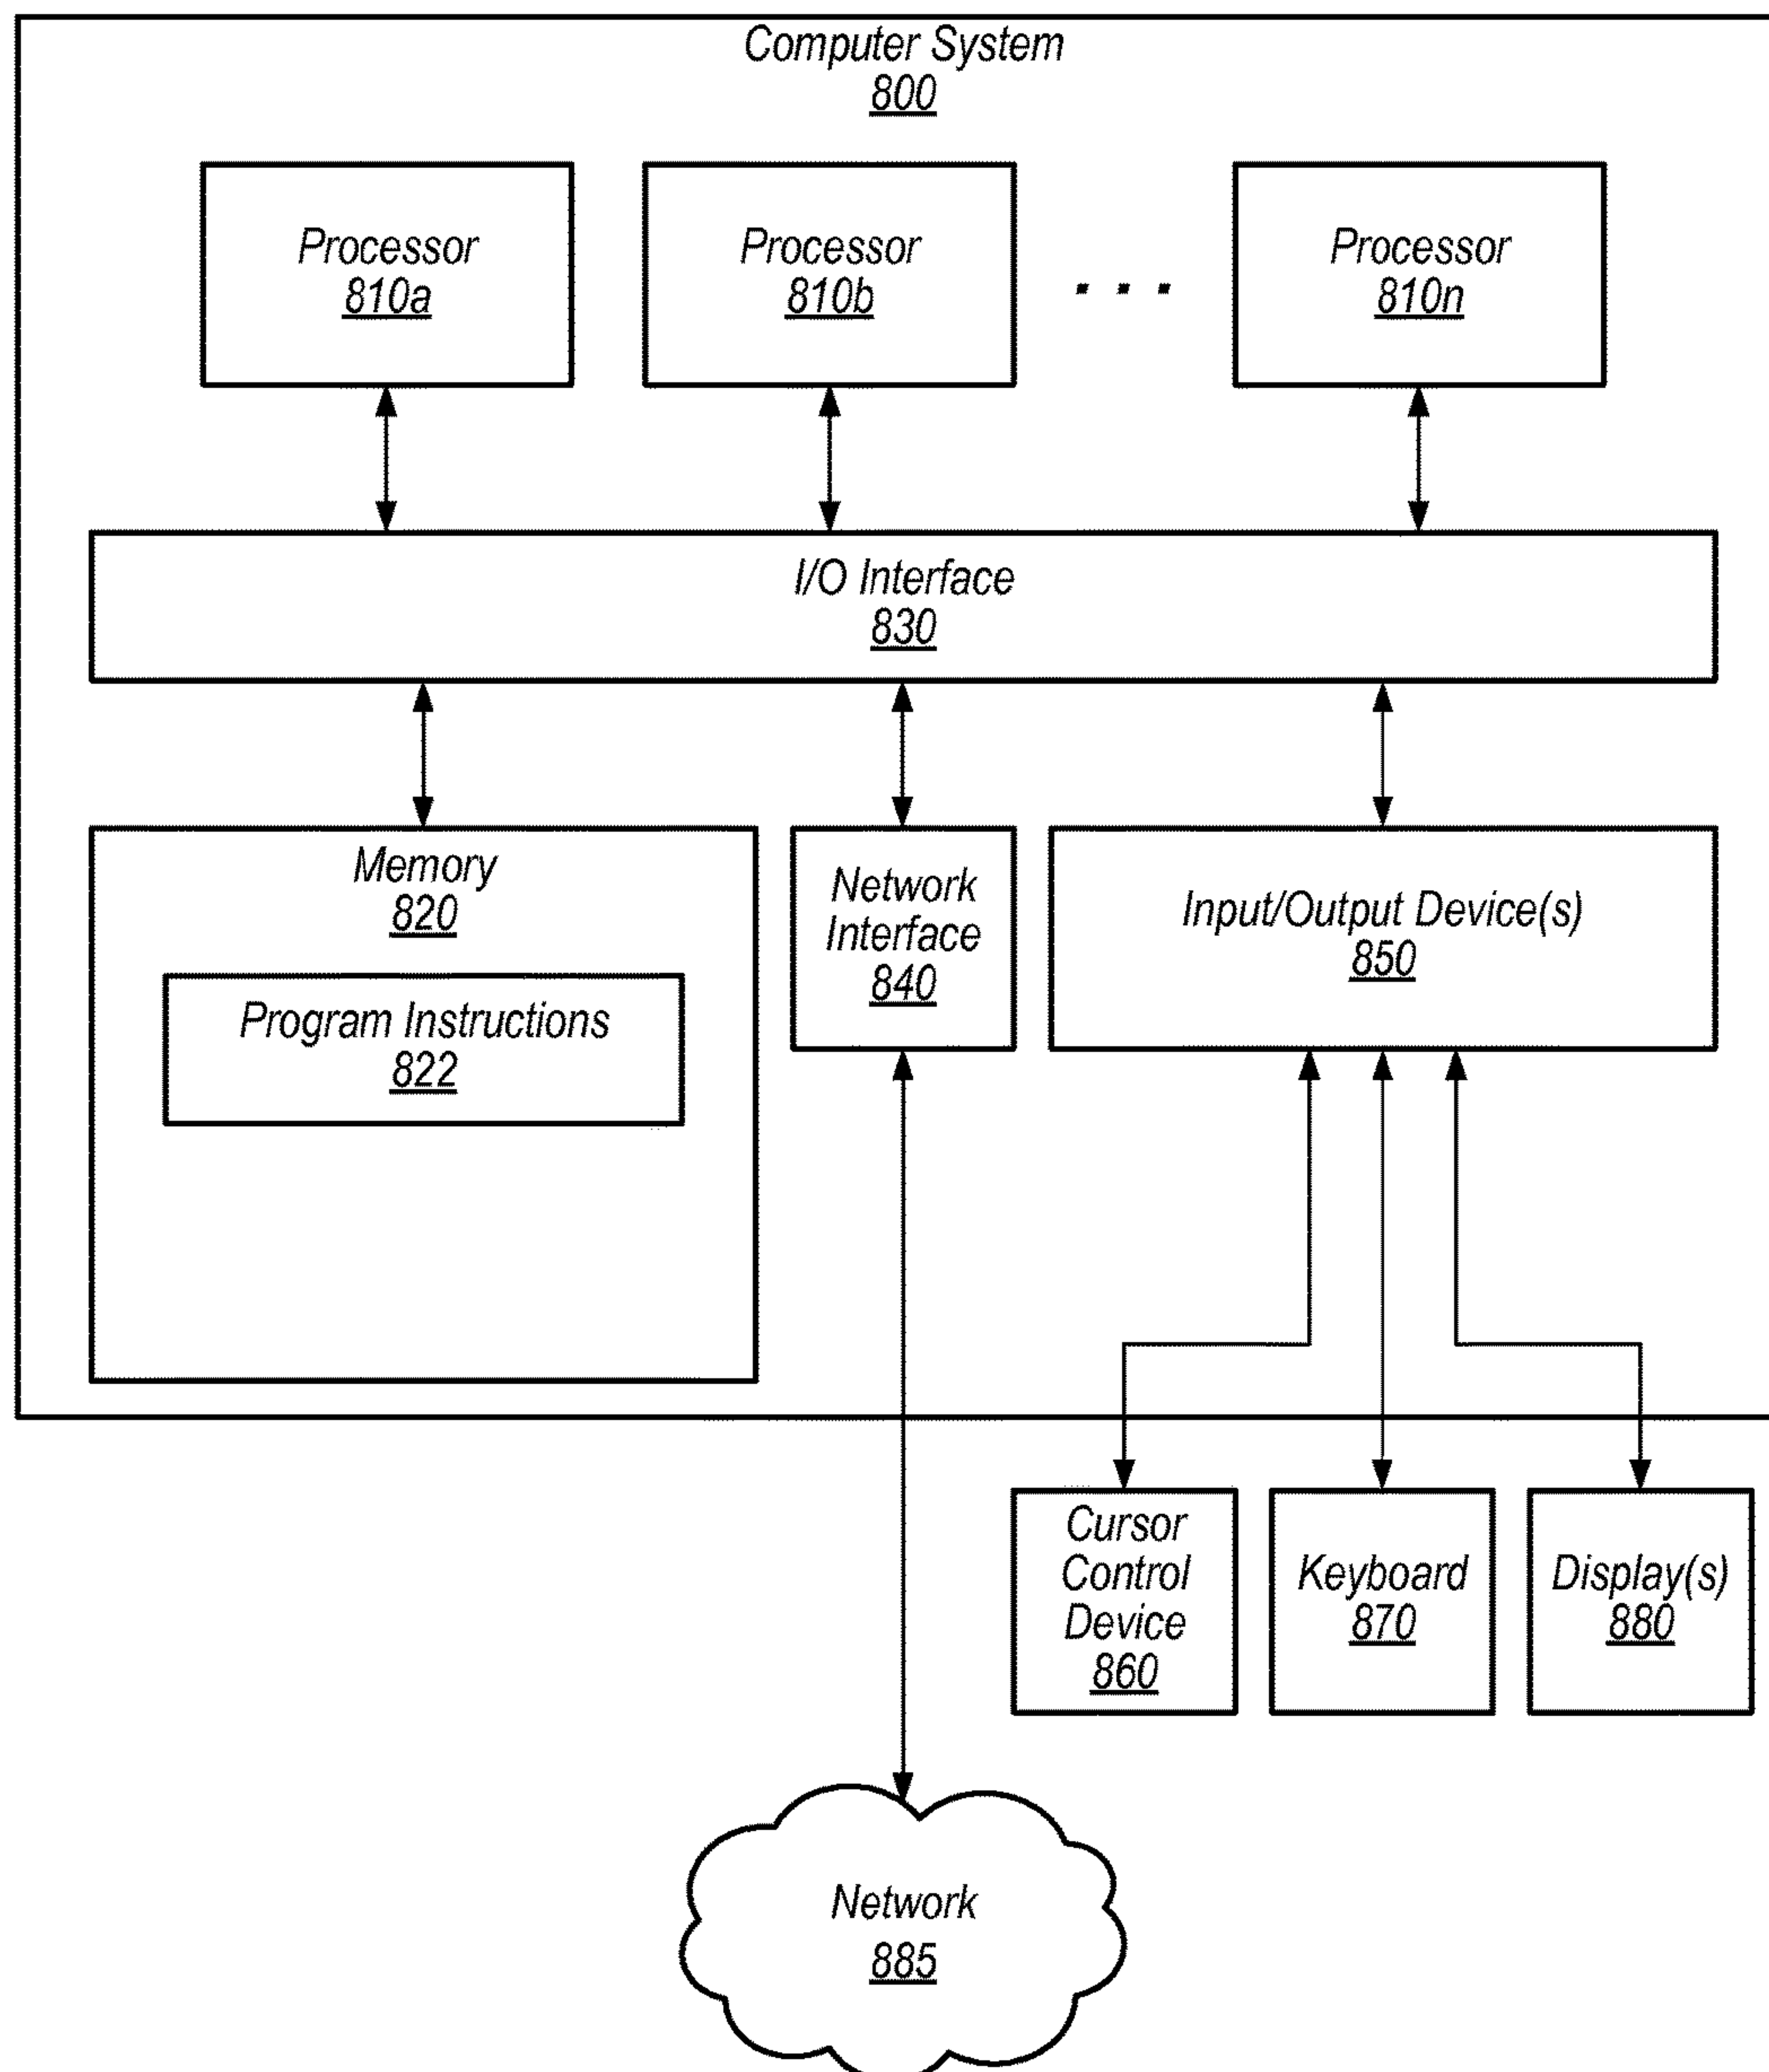 Computer System
800
Processor
810a
Processor
810b
. . .
Processor
810n
I/O Interface
830
Memory
820
Program Instructions
822
Network
Interface
840
Input/Output Device(s)
850
Cursor
Control
Device
860
Keyboard
870
Display(s)
880
Network
885